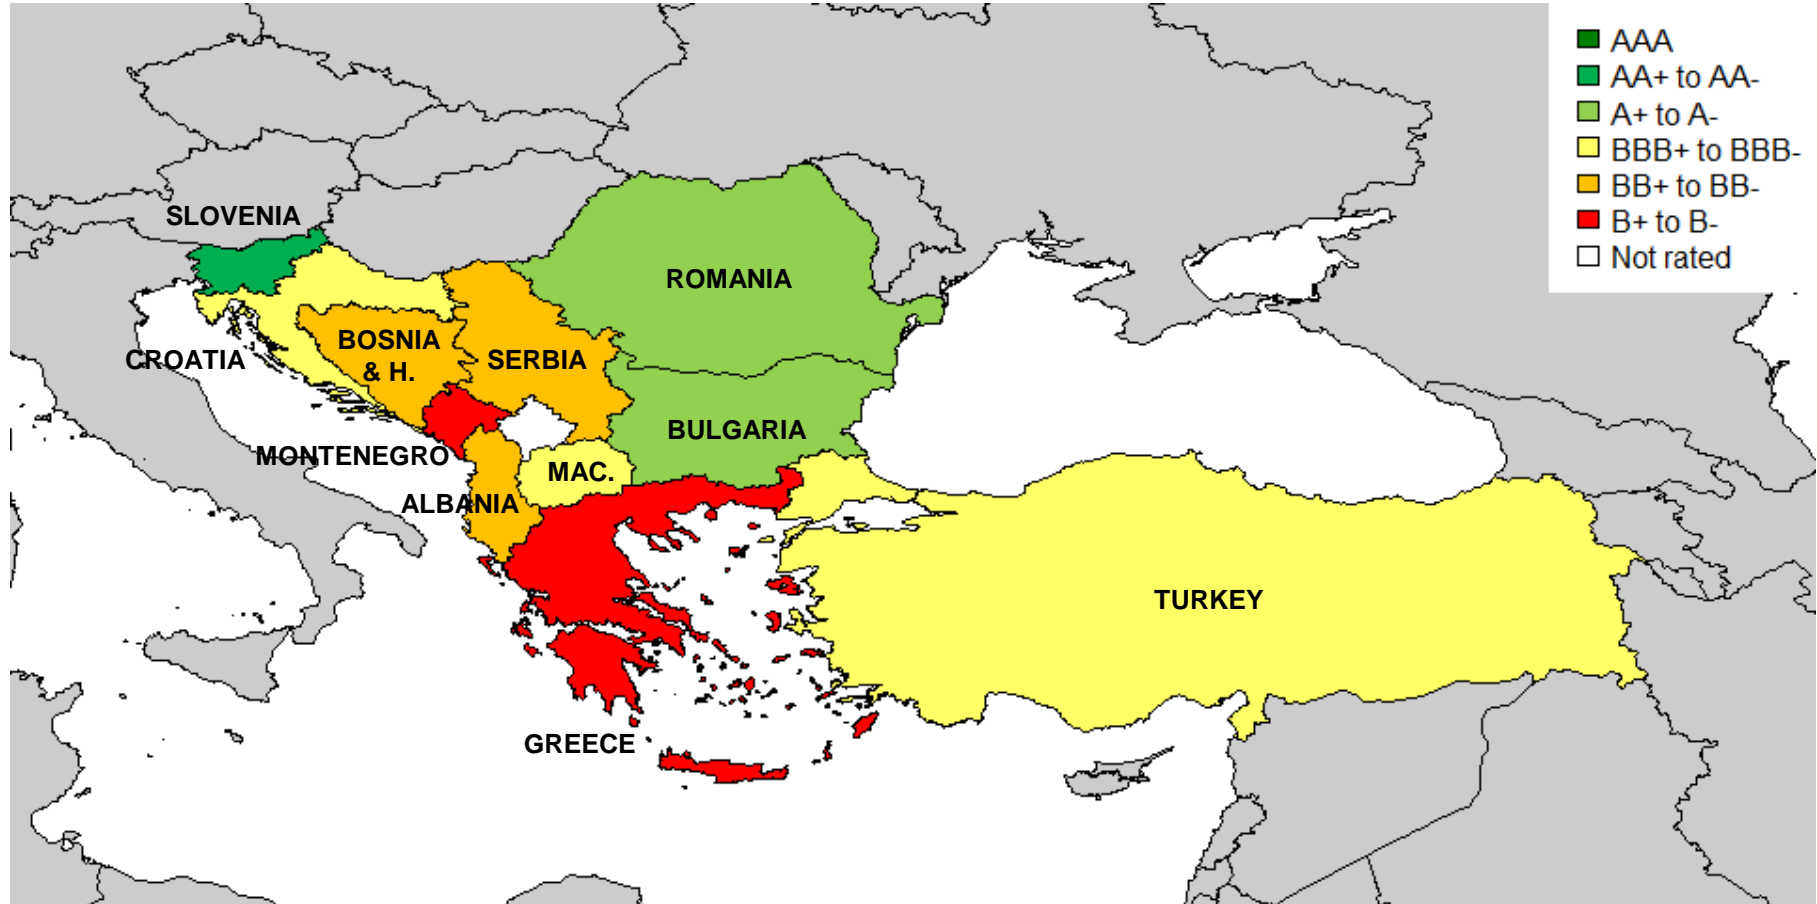 AAA
AA+ to AA-
A+ to A-
BBB+ to BBB-
BB+ to BB-
B+ to B-
Not rated
SLOVENIA
ROMANIA
BOSNIA
& H.
CROATIA
SERBIA
BULGARIA
MONTENEGRO
MAC.
ALBANIA
TURKEY
GREECE